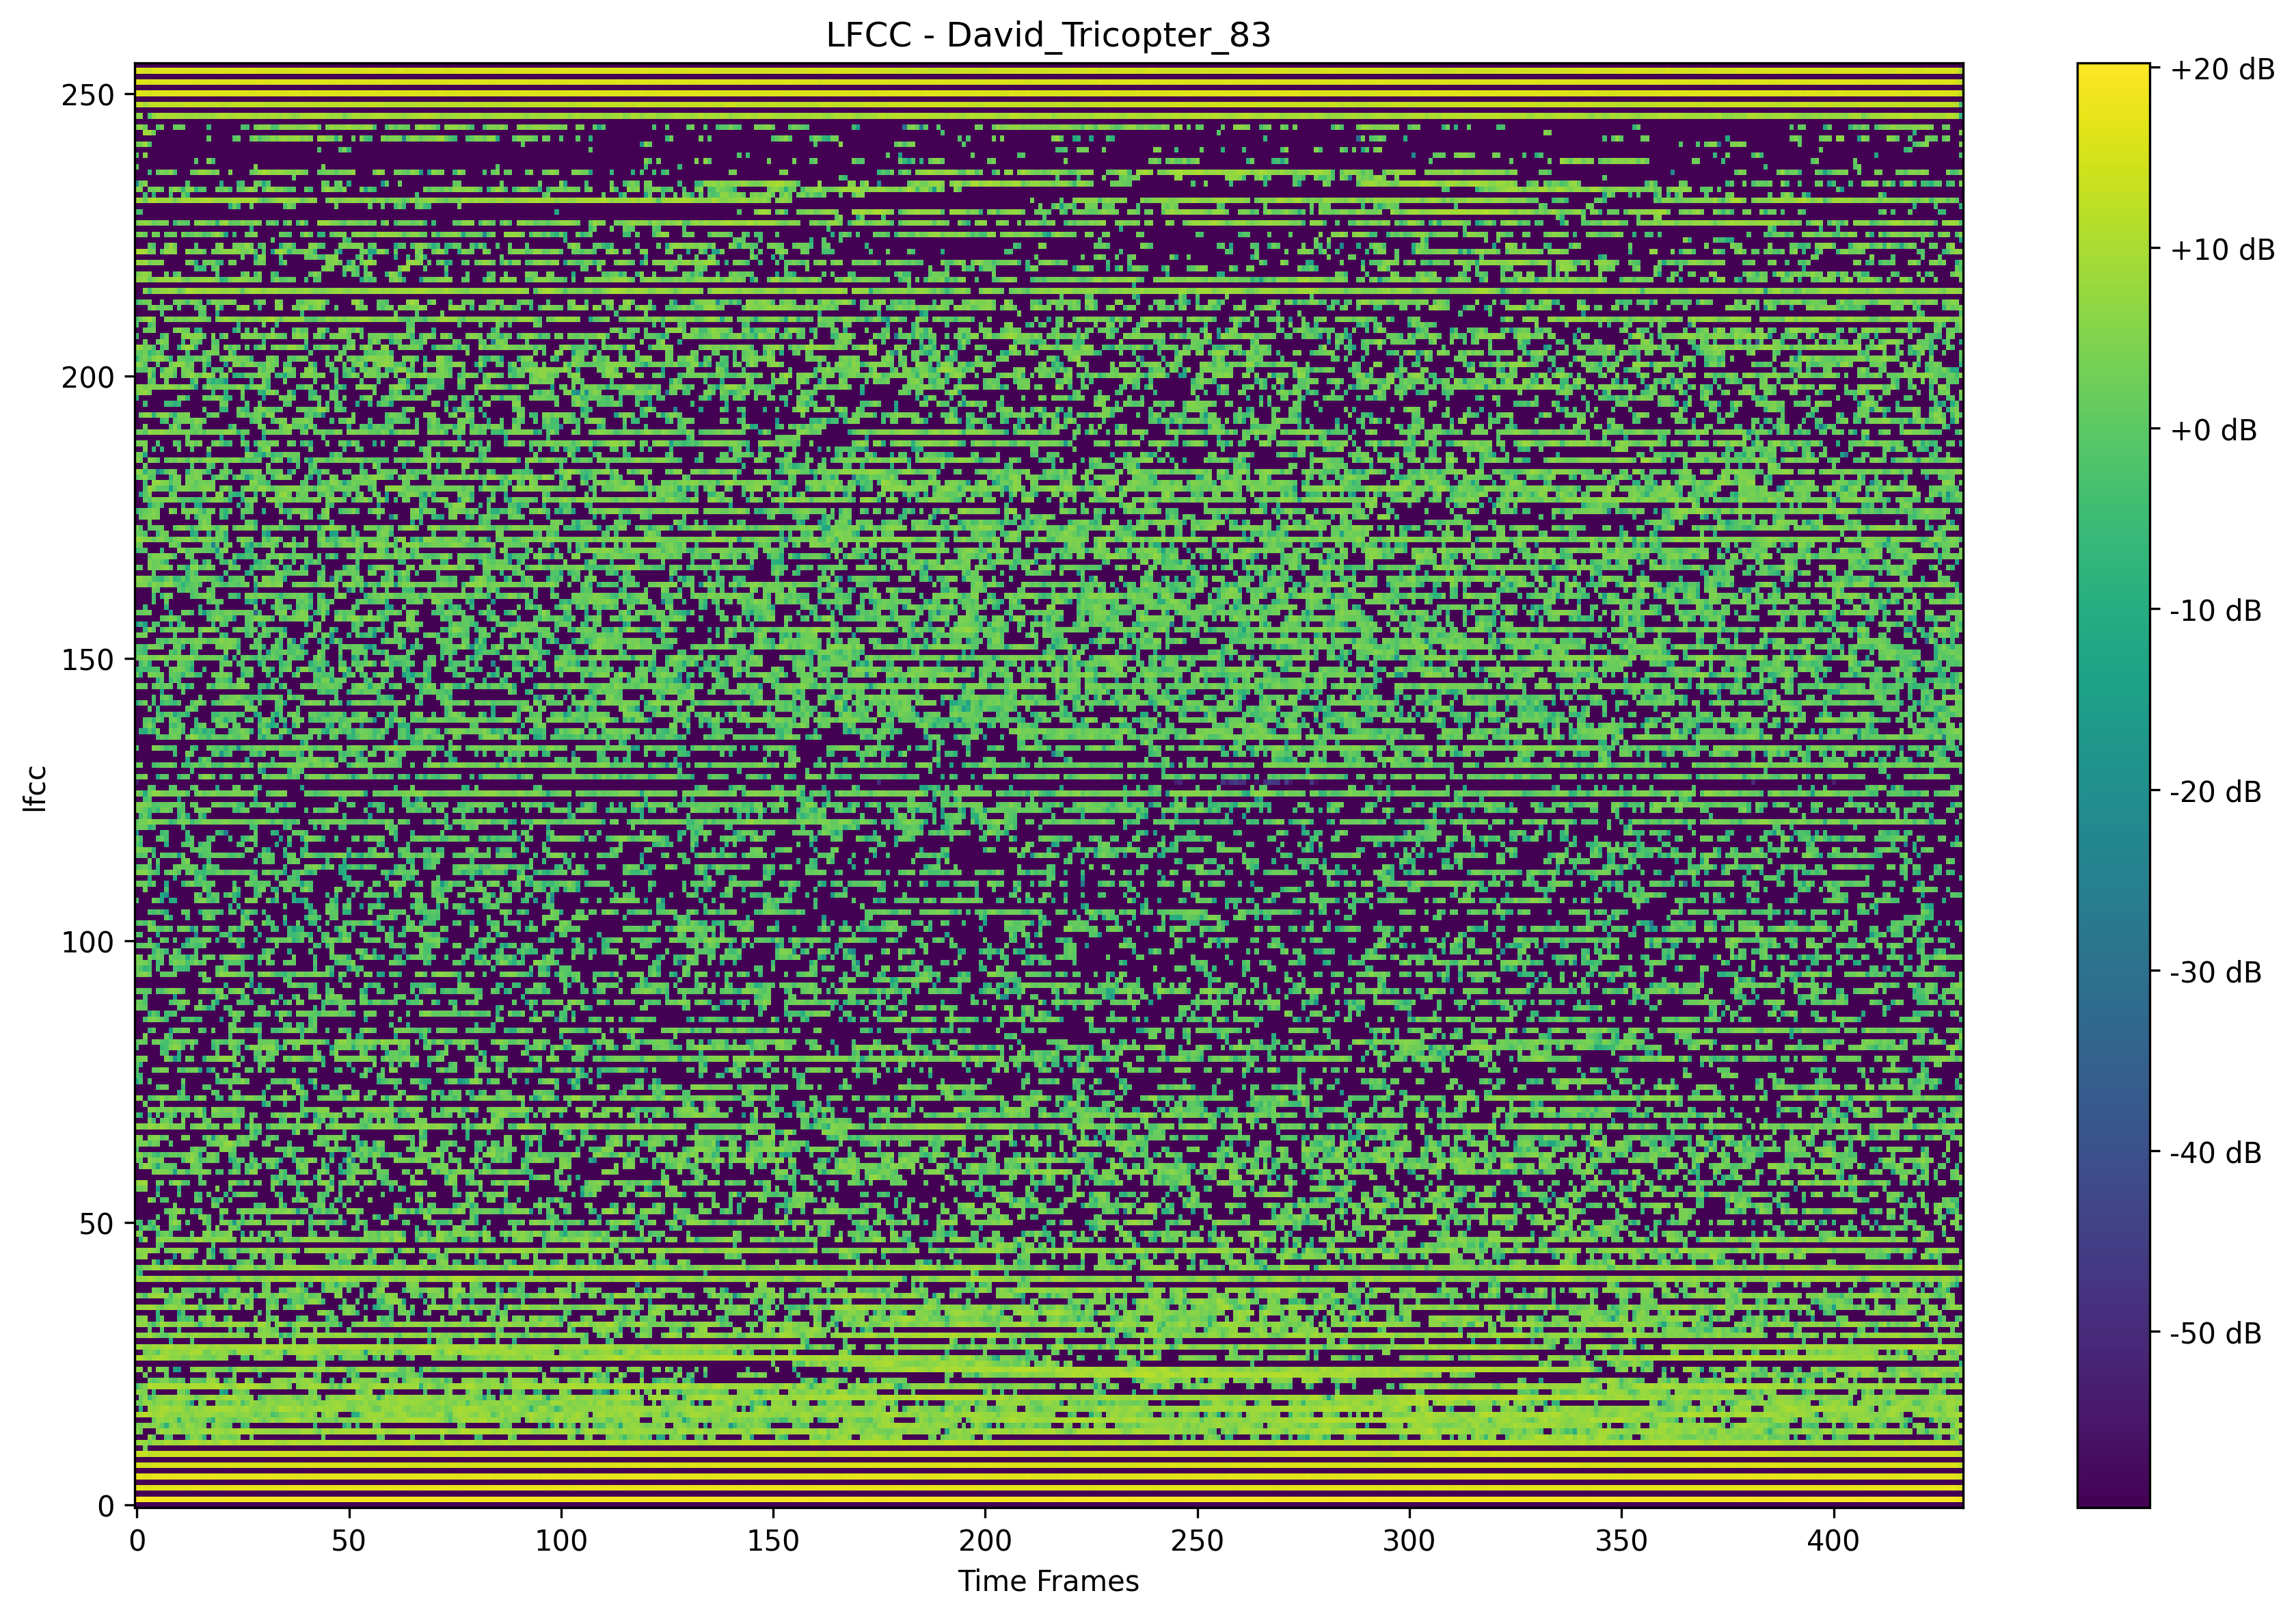 LFCC - David_Tricopter_83
250
200
150
100
50
0
lfcc
0 50 100 150 200 250 300 350 400
Time Frames
+20 dB
+10 dB
+0 dB
-10 dB
-20 dB
-30 dB
-40 dB
-50 dB